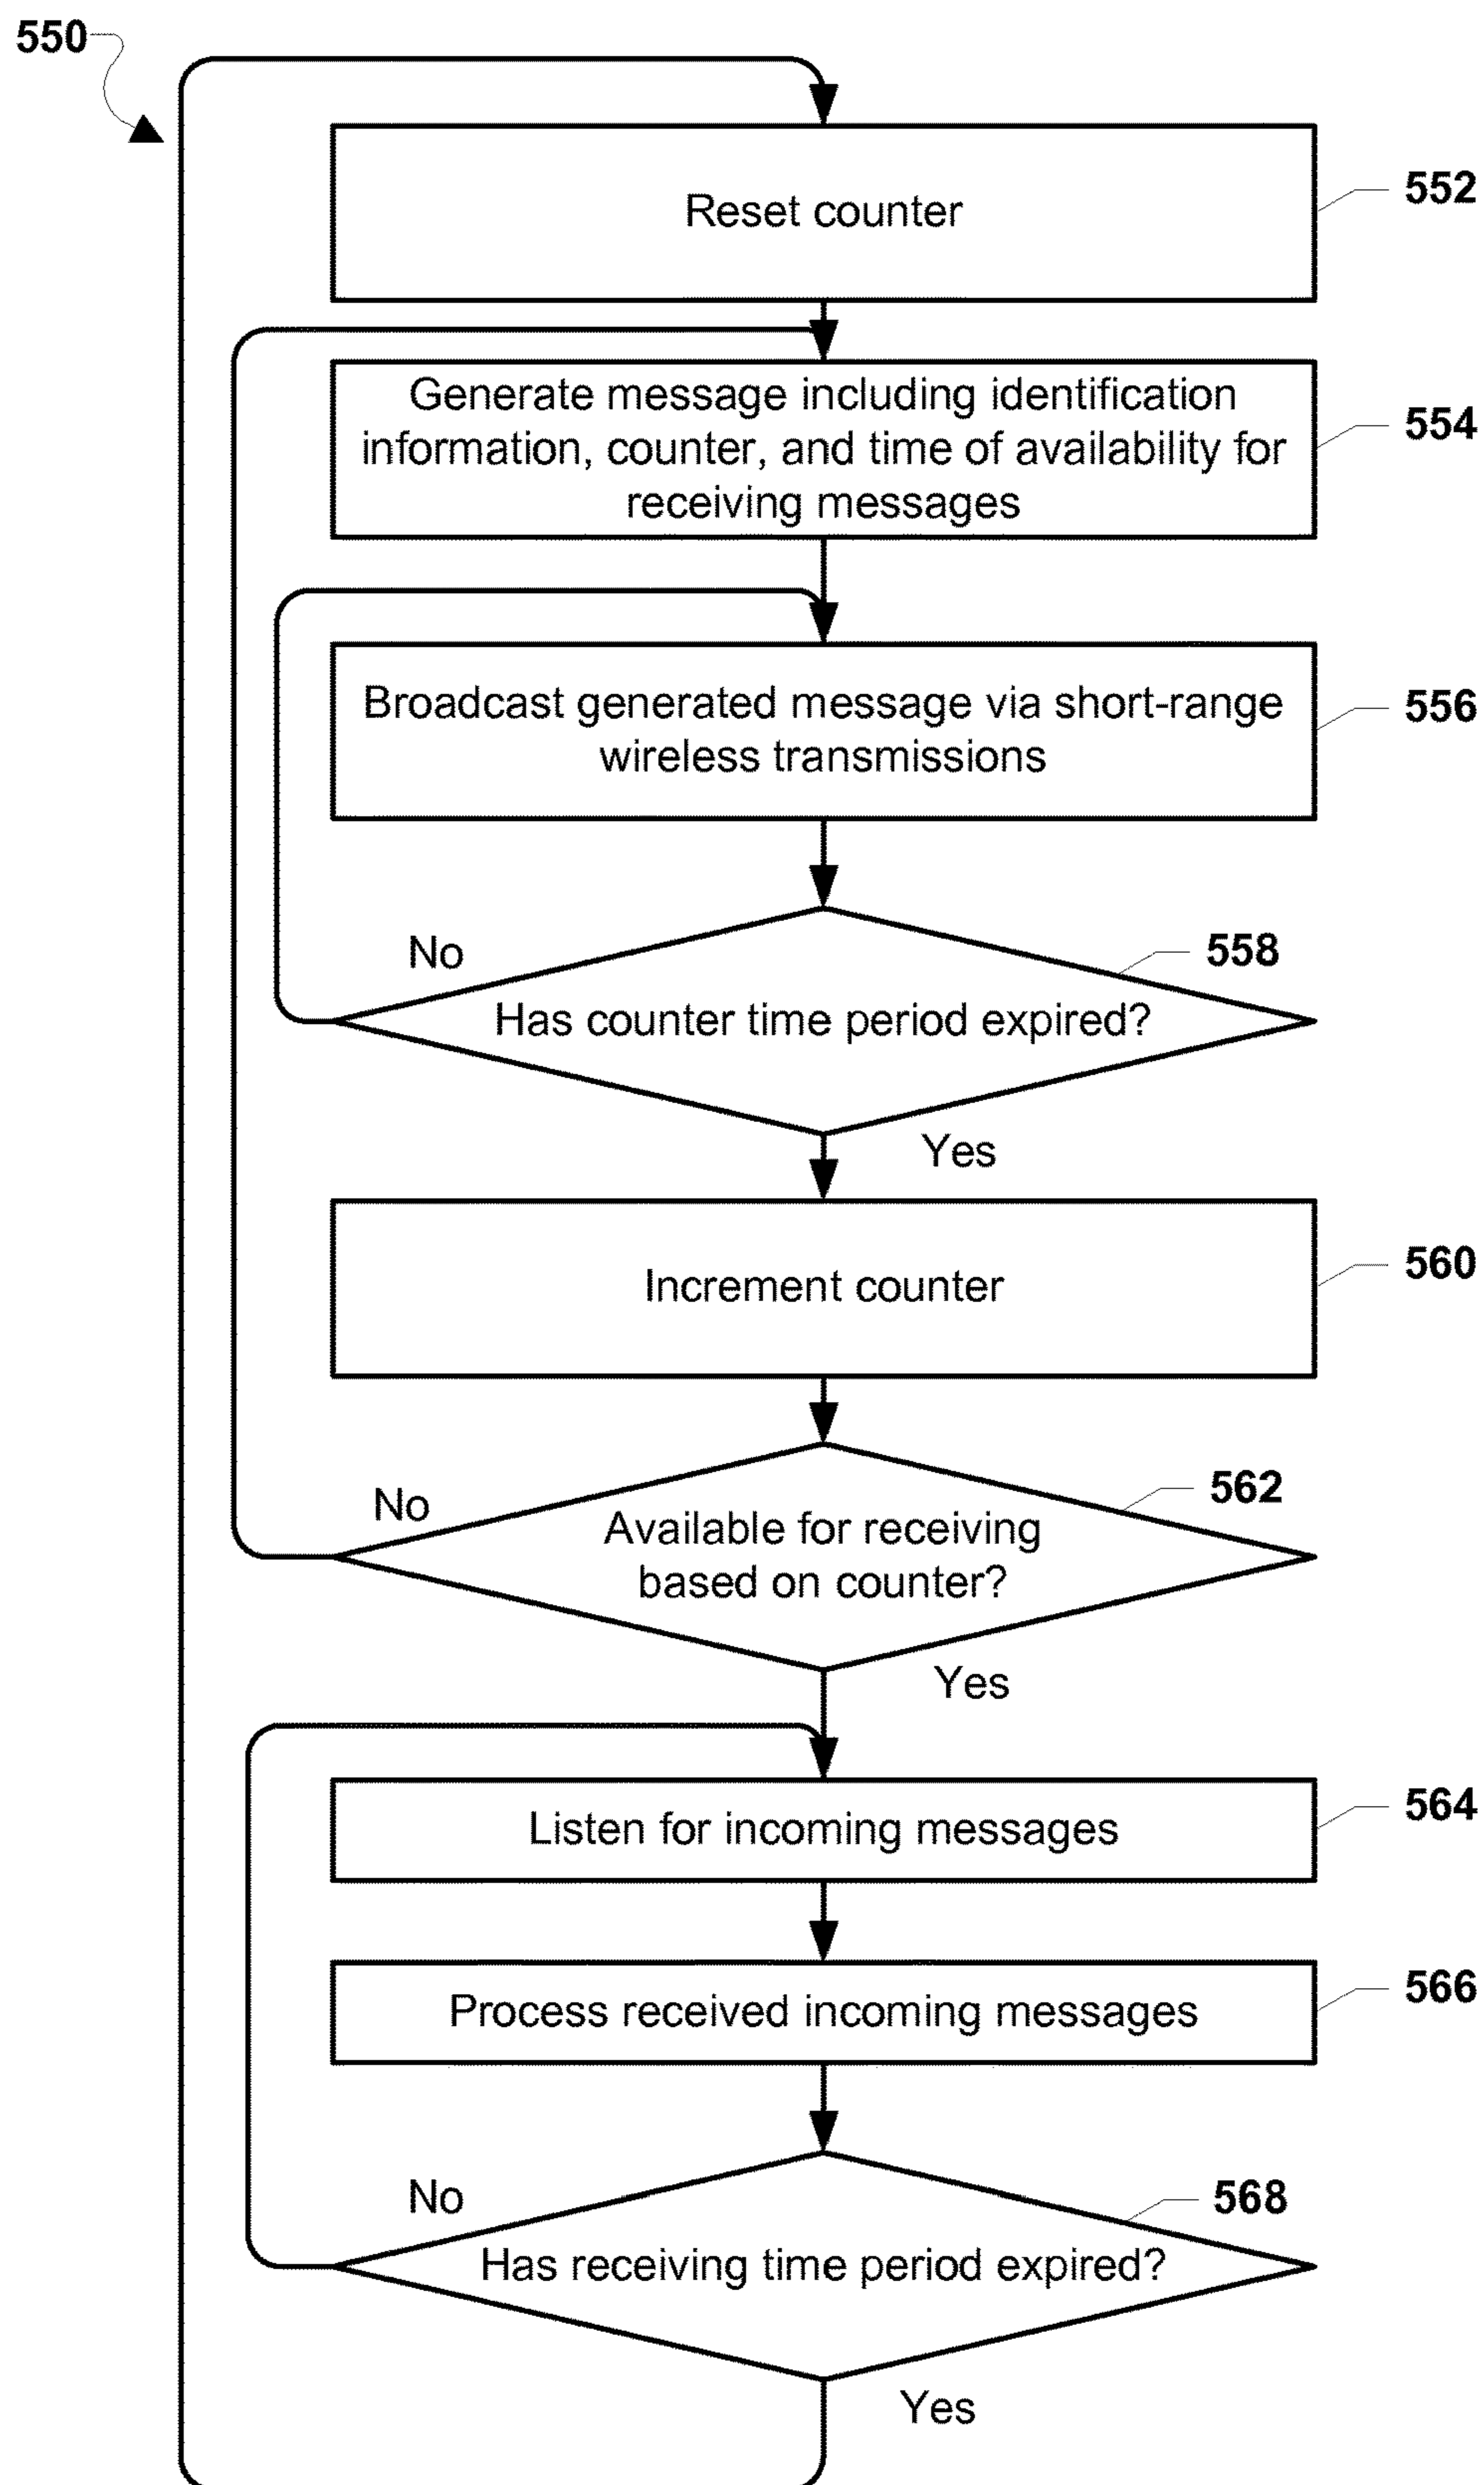 550
Reset counter
552
Generate message including identification
information, counter, and time of availability for
receiving messages
554
Broadcast generated message via short-range
wireless transmissions
556
No
558
Has counter time period expired?
Yes
Increment counter
560
No
562
Available for receiving
based on counter?
Yes
Listen for incoming messages
564
Process received incoming messages
566
No
568
Has receiving time period expired?
Yes